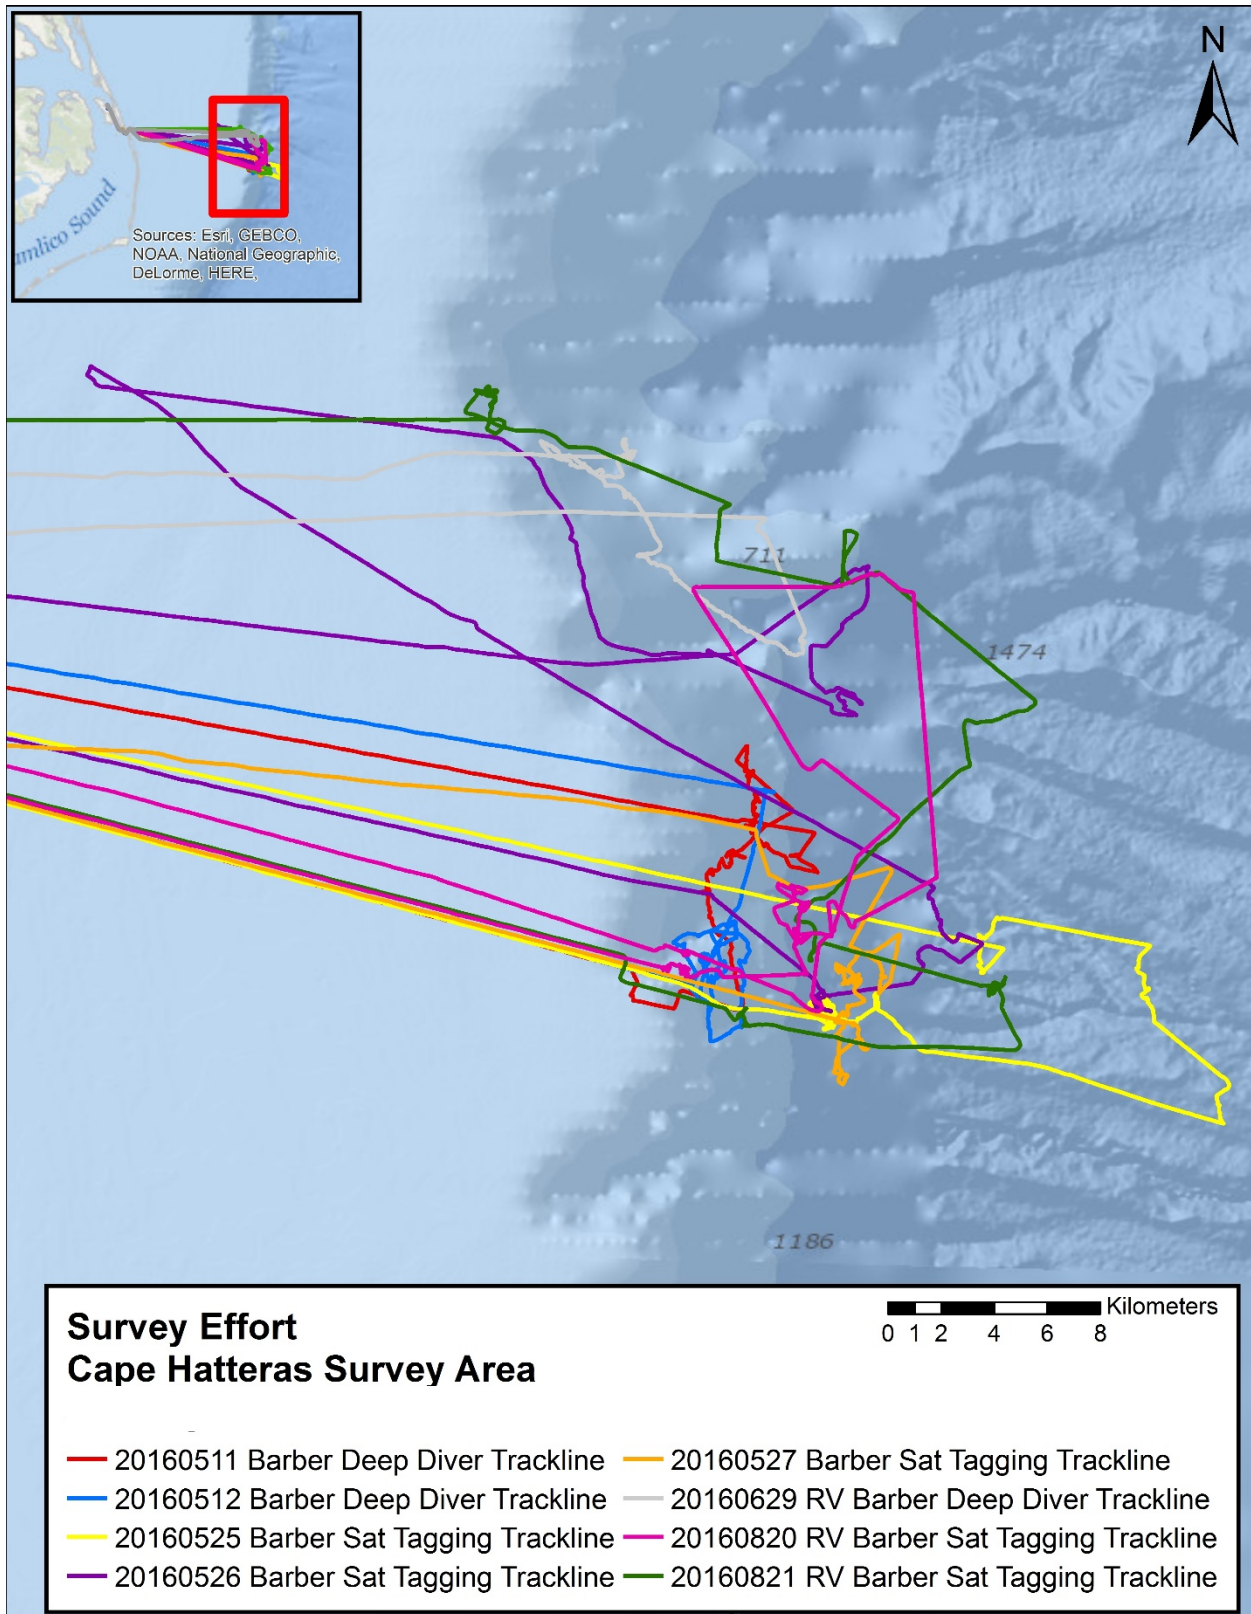 N
amlico Sound
Sources: Esri, GEBCO,
NOAA, National Geographic,
DeLorme, HERE,
711
1474
1186
Survey Effort
Cape Hatteras Survey Area
Kilometers
0 1 2 4 6 8
20160511 Barber Deep Diver Trackline
20160512 Barber Deep Diver Trackline
20160525 Barber Sat Tagging Trackline
20160526 Barber Sat Tagging Trackline
20160527 Barber Sat Tagging Trackline
20160629 RV Barber Deep Diver Trackline
20160820 RV Barber Sat Tagging Trackline
20160821 RV Barber Sat Tagging Trackline